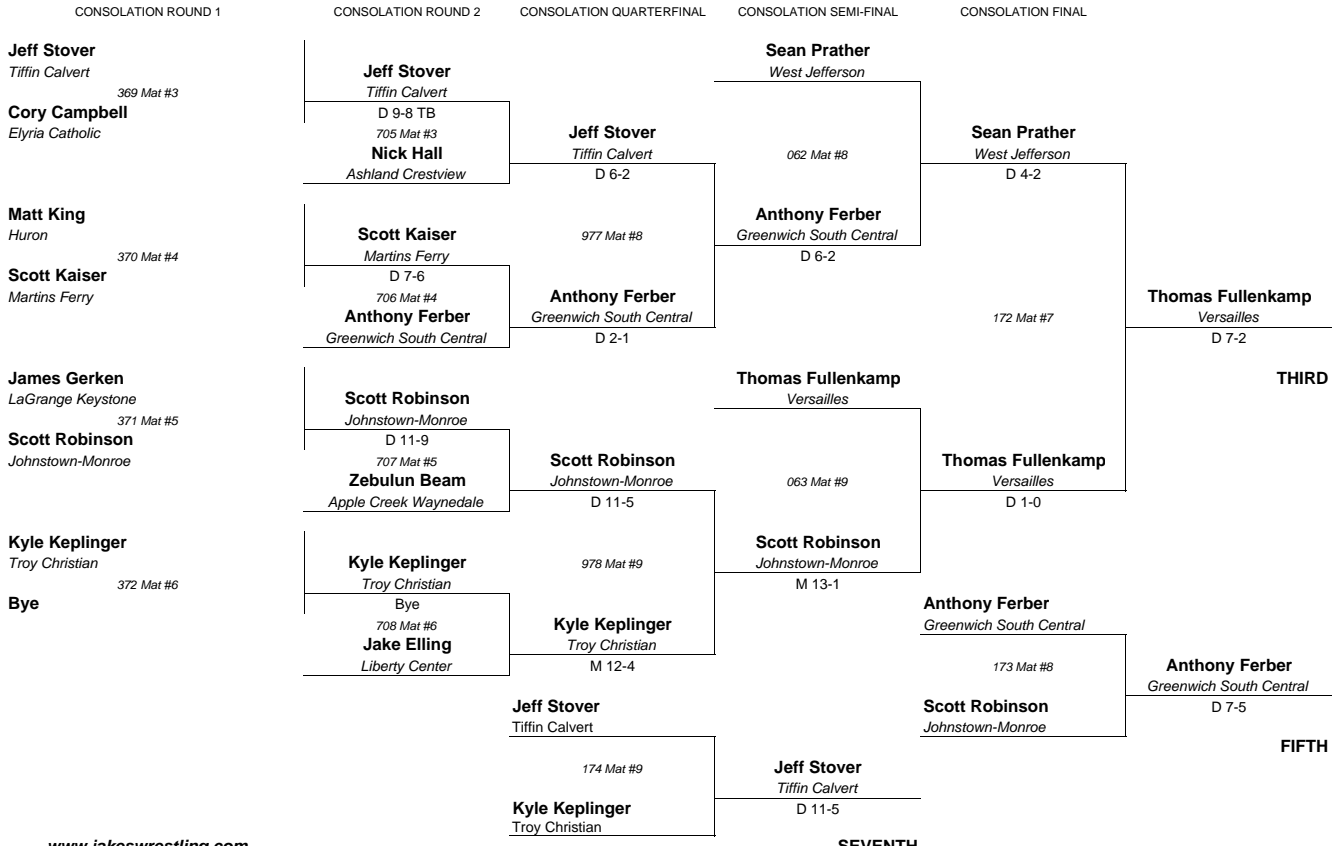 CONSOLATION ROUND 1
CONSOLATION ROUND 2
CONSOLATION QUARTERFINAL
CONSOLATION SEMI-FINAL
CONSOLATION FINAL
Jeff Stover
Tiffin Calvert
369 Mat #3
Cory Campbell
Elyria Catholic
Matt King
Huron
370 Mat #4
Scott Kaiser
Martins Ferry
James Gerken
LaGrange Keystone
371 Mat #5
Scott Robinson
Johnstown-Monroe
Kyle Keplinger
Troy Christian
372 Mat #6
Bye
Jeff Stover
Tiffin Calvert
D 9-8 TB
705 Mat #3
Nick Hall
Ashland Crestview
Scott Kaiser
Martins Ferry
D 7-6
706 Mat #4
Anthony Ferber
Greenwich South Central
Scott Robinson
Johnstown-Monroe
D 11-9
707 Mat #5
Zebulun Beam
Apple Creek Waynedale
Kyle Keplinger
Troy Christian
Bye
708 Mat #6
Jake Elling
Liberty Center
Jeff Stover
Tiffin Calvert
D 6-2
977 Mat #8
Anthony Ferber
Greenwich South Central
D 2-1
Scott Robinson
Johnstown-Monroe
D 11-5
978 Mat #9
Kyle Keplinger
Troy Christian
M 12-4
Sean Prather
West Jefferson
062 Mat #8
Anthony Ferber
Greenwich South Central
D 6-2
Thomas Fullenkamp
Versailles
063 Mat #9
Scott Robinson
Johnstown-Monroe
M 13-1
Sean Prather
West Jefferson
D 4-2
172 Mat #7
Thomas Fullenkamp
Versailles
D 1-0
Thomas Fullenkamp
Versailles
D 7-2
THIRD
Anthony Ferber
Greenwich South Central
173 Mat #8
Scott Robinson
Johnstown-Monroe
Anthony Ferber
Greenwich South Central
D 7-5
FIFTH
Jeff Stover
Tiffin Calvert
174 Mat #9
Kyle Keplinger
Troy Christian
Jeff Stover
Tiffin Calvert
D 11-5
SEVENTH
www.jakeswrestling.com